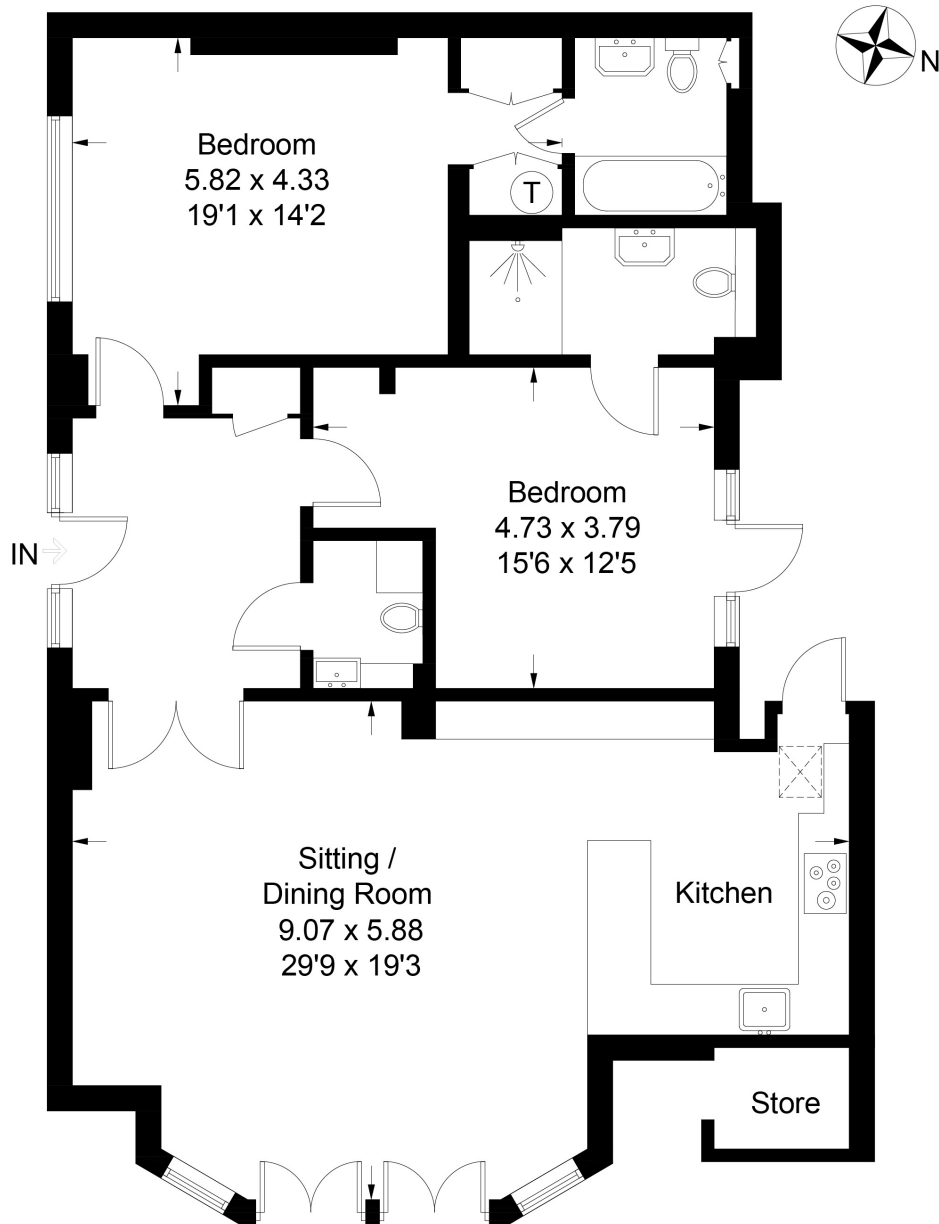 N
Bedroom
5.82 x 4.33
19'1 x 14'2
T
Bedroom
4.73 x 3.79
15'6 x 12'5
IN
Sitting /
Dining Room
9.07 x 5.88
29'9 x 19'3
Kitchen
Store